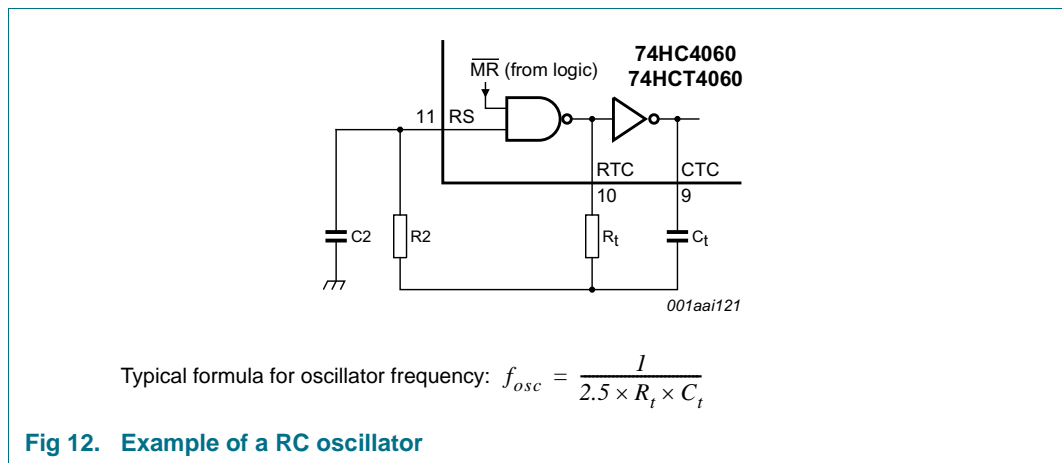 74HC4060
74HCT4060
MR (from logic)
11 RS
RTC CTC
10 9
C2 R2 Rt Ct
001aai121
Typical formula for oscillator frequency: fosc = 1 / (2.5 × Rt × Ct)
Fig 12. Example of a RC oscillator